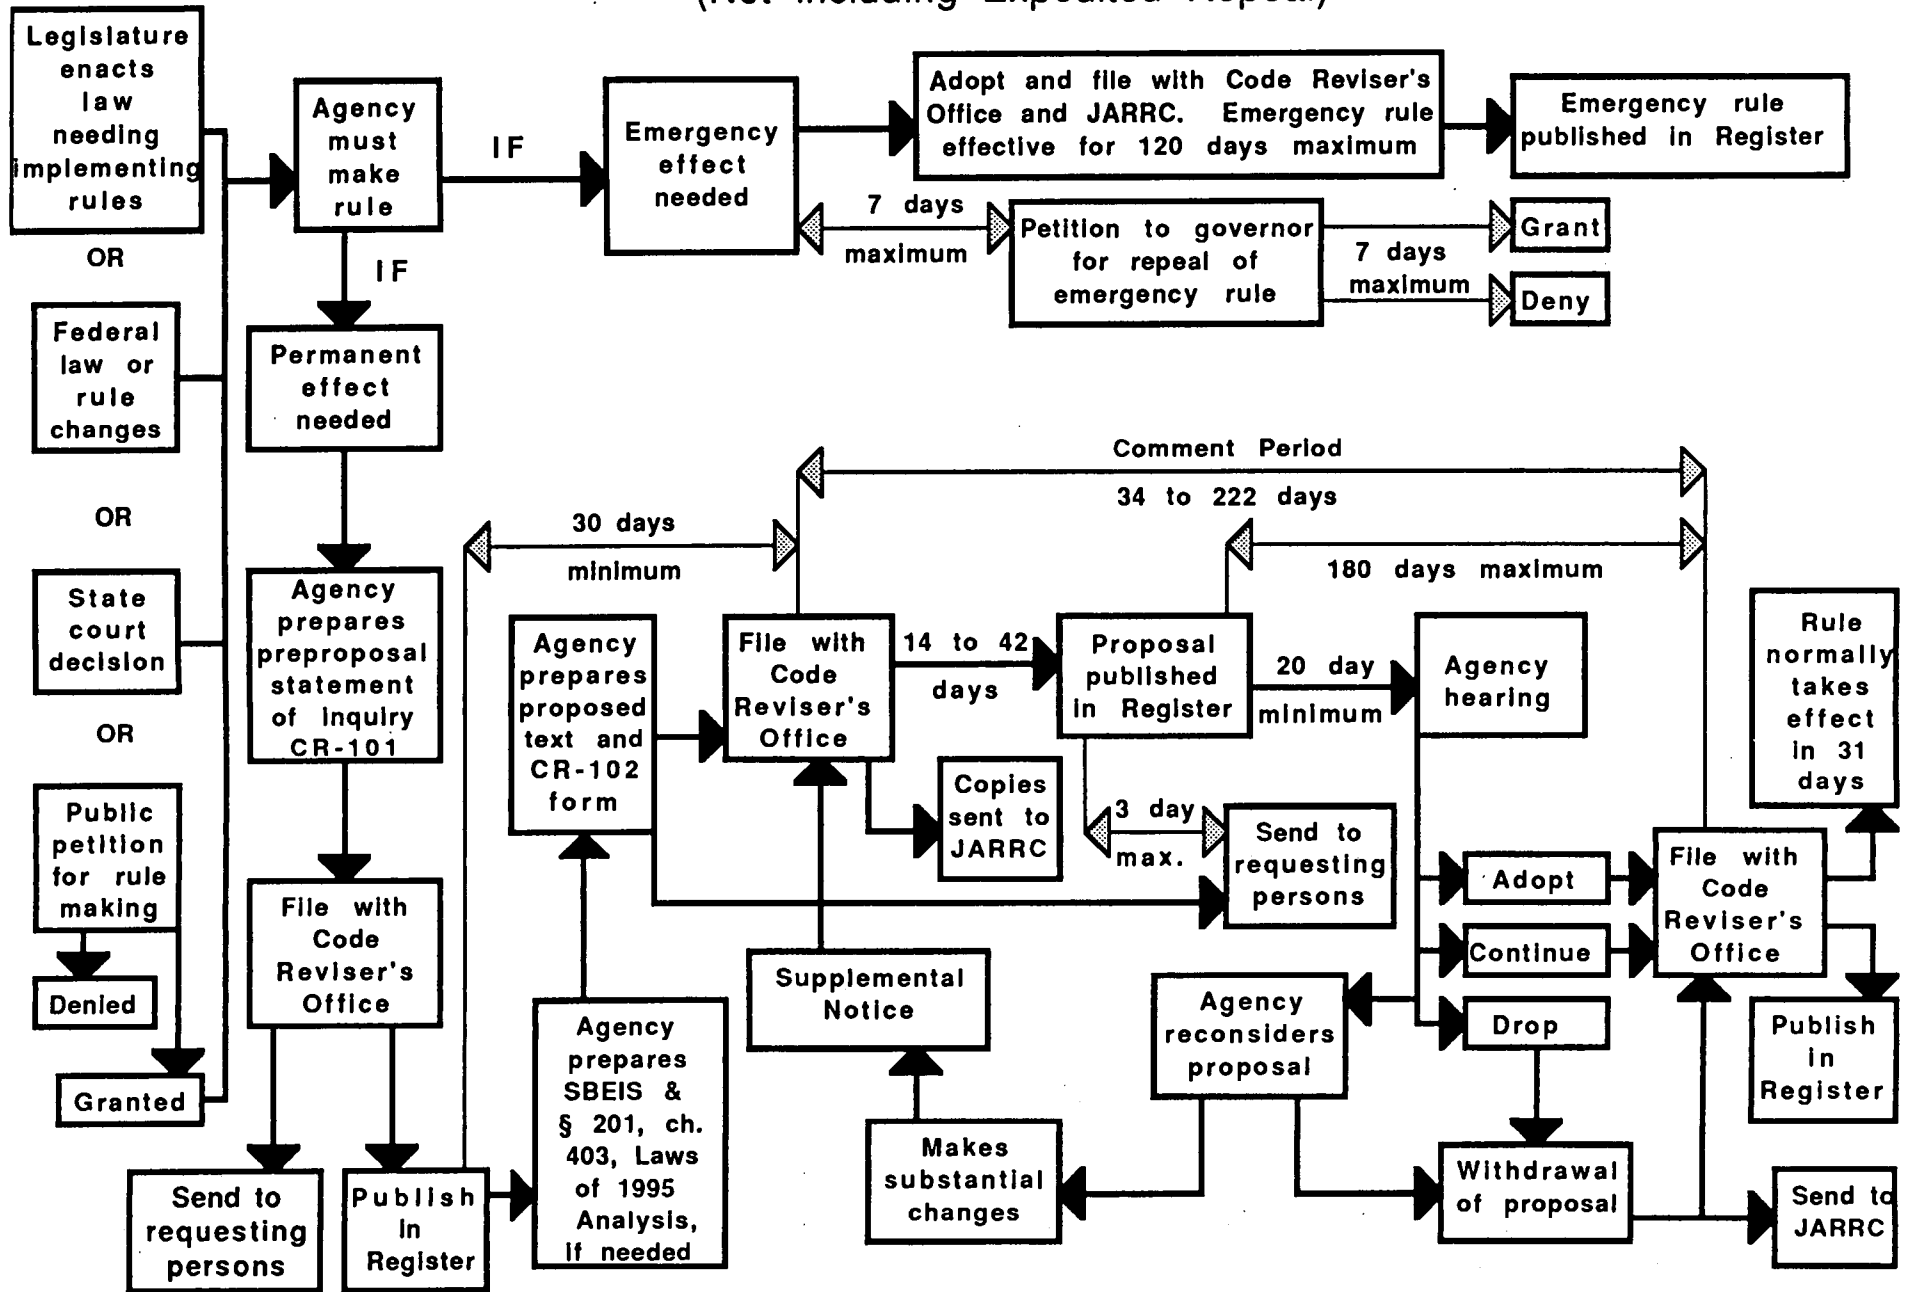 (Not Including Expedited Repeal)
Legislature
enacts
law
needing
implementing
rules
OR
Federal
law or
rule
changes
OR
State
court
decision
OR
Public
petition
for rule
making
Denied
Granted
Agency
must
make
rule
IF
IF
Emergency
effect
needed
Adopt and file with Code Reviser's
Office and JARRC. Emergency rule
effective for 120 days maximum
Emergency rule
published in Register
7 days
maximum
Petition to governor
for repeal of
emergency rule
7 days
maximum
Grant
Deny
Permanent
effect
needed
Agency
prepares
preproposal
statement
of inquiry
CR-101
File with
Code
Reviser's
Office
Send to
requesting
persons
Publish
in
Register
30 days
minimum
Agency
prepares
SBEIS &
§ 201, ch.
403, Laws
of 1995
Analysis,
if needed
Agency
prepares
proposed
text and
CR-102
form
File with
Code
Reviser's
Office
Copies
sent to
JARRC
Comment Period
34 to 222 days
180 days maximum
14 to 42
days
Proposal
published
in Register
20 day
minimum
Agency
hearing
3 day
max.
Send to
requesting
persons
Supplemental
Notice
Makes
substantial
changes
Agency
reconsiders
proposal
Adopt
Continue
Drop
Withdrawal
of proposal
File with
Code
Reviser's
Office
Rule
normally
takes
effect
in 31
days
Publish
in
Register
Send to
JARRC